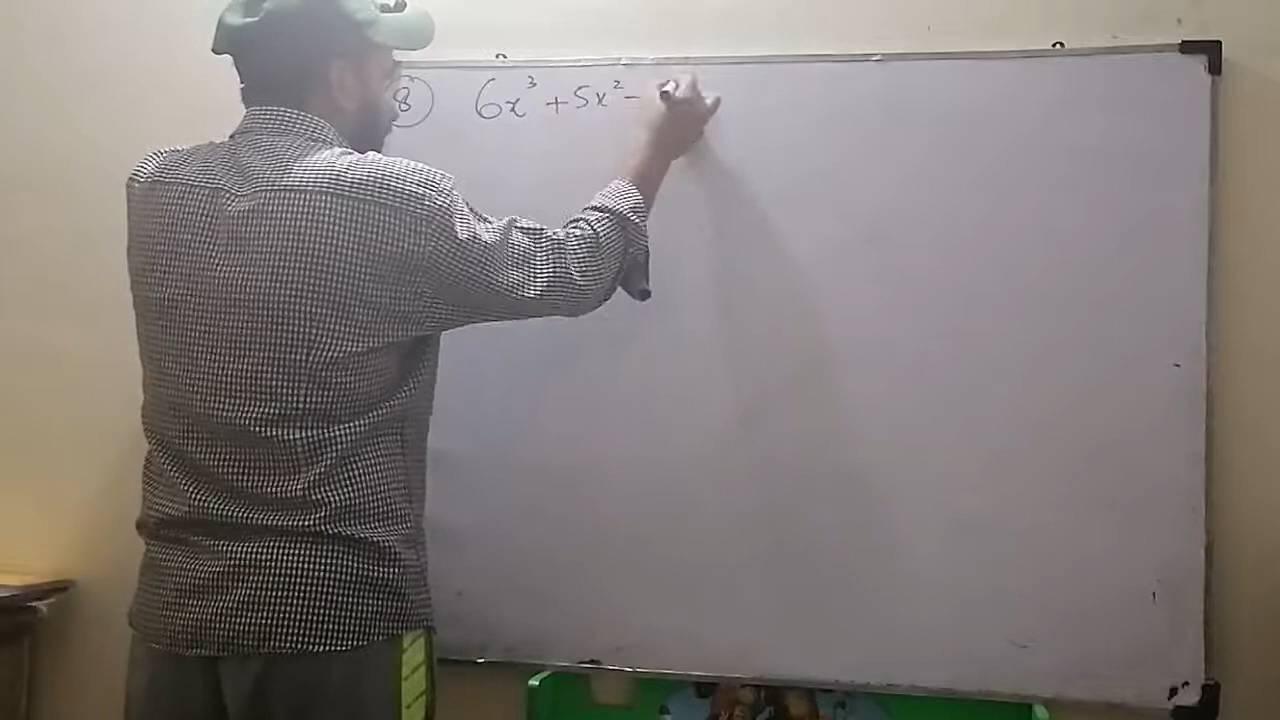 8 6x³ + 5x² -